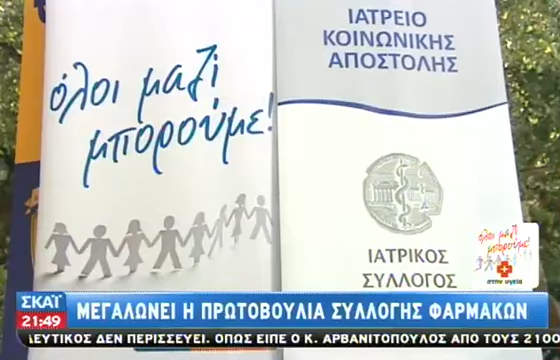 όλοι μαζί
μπορούμε!
ΙΑΤΡΕΙΟ
ΚΟΙΝΩΝΙΚΗΣ
ΑΠΟΣΤΟΛΗΣ
ΙΑΤΡΙΚΟΣ
ΣΥΛΛΟΓΟΣ
όλοι μαζί
μπορούμε!
στην υγεία
ΣΚΑΪ
21:49
ΜΕΓΑΛΩΝΕΙ Η ΠΡΩΤΟΒΟΥΛΙΑ ΣΥΛΛΟΓΗΣ ΦΑΡΜΑΚΩΝ
ΔΕΥΤΙΚΟΣ ΔΕΝ ΠΕΡΙΣΣΕΥΕΙ. ΟΠΩΣ ΕΙΠΕ Ο Κ. ΑΡΒΑΝΙΤΟΠΟΥΛΟΣ ΑΠΟ ΤΟΥΣ 2100